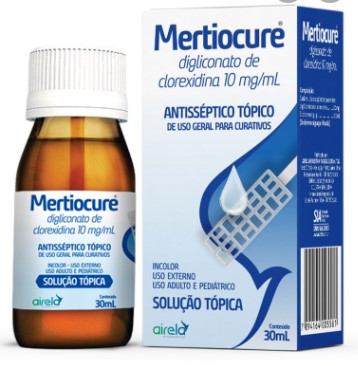 Mertiocure®
digliconato de
clorexidina 10 mg/mL
ANTISSÉPTICO TÓPICO
DE USO GERAL PARA CURATIVOS
INCOLOR - USO EXTERNO
USO ADULTO E PEDIÁTRICO
SOLUÇÃO TÓPICA
airela
Conteúdo
30mL
Mertiocure®
digliconato de
clorexidina 10 mg/mL
ANTISSÉPTICO TÓPICO
DE USO GERAL PARA CURATIVOS
INCOLOR
USO EXTERNO
USO ADULTO E PEDIÁTRICO
SOLUÇÃO TÓPICA
airela
Conteúdo
30mL
Mertiocure®
digliconato de
clorexidina 10 mg/mL